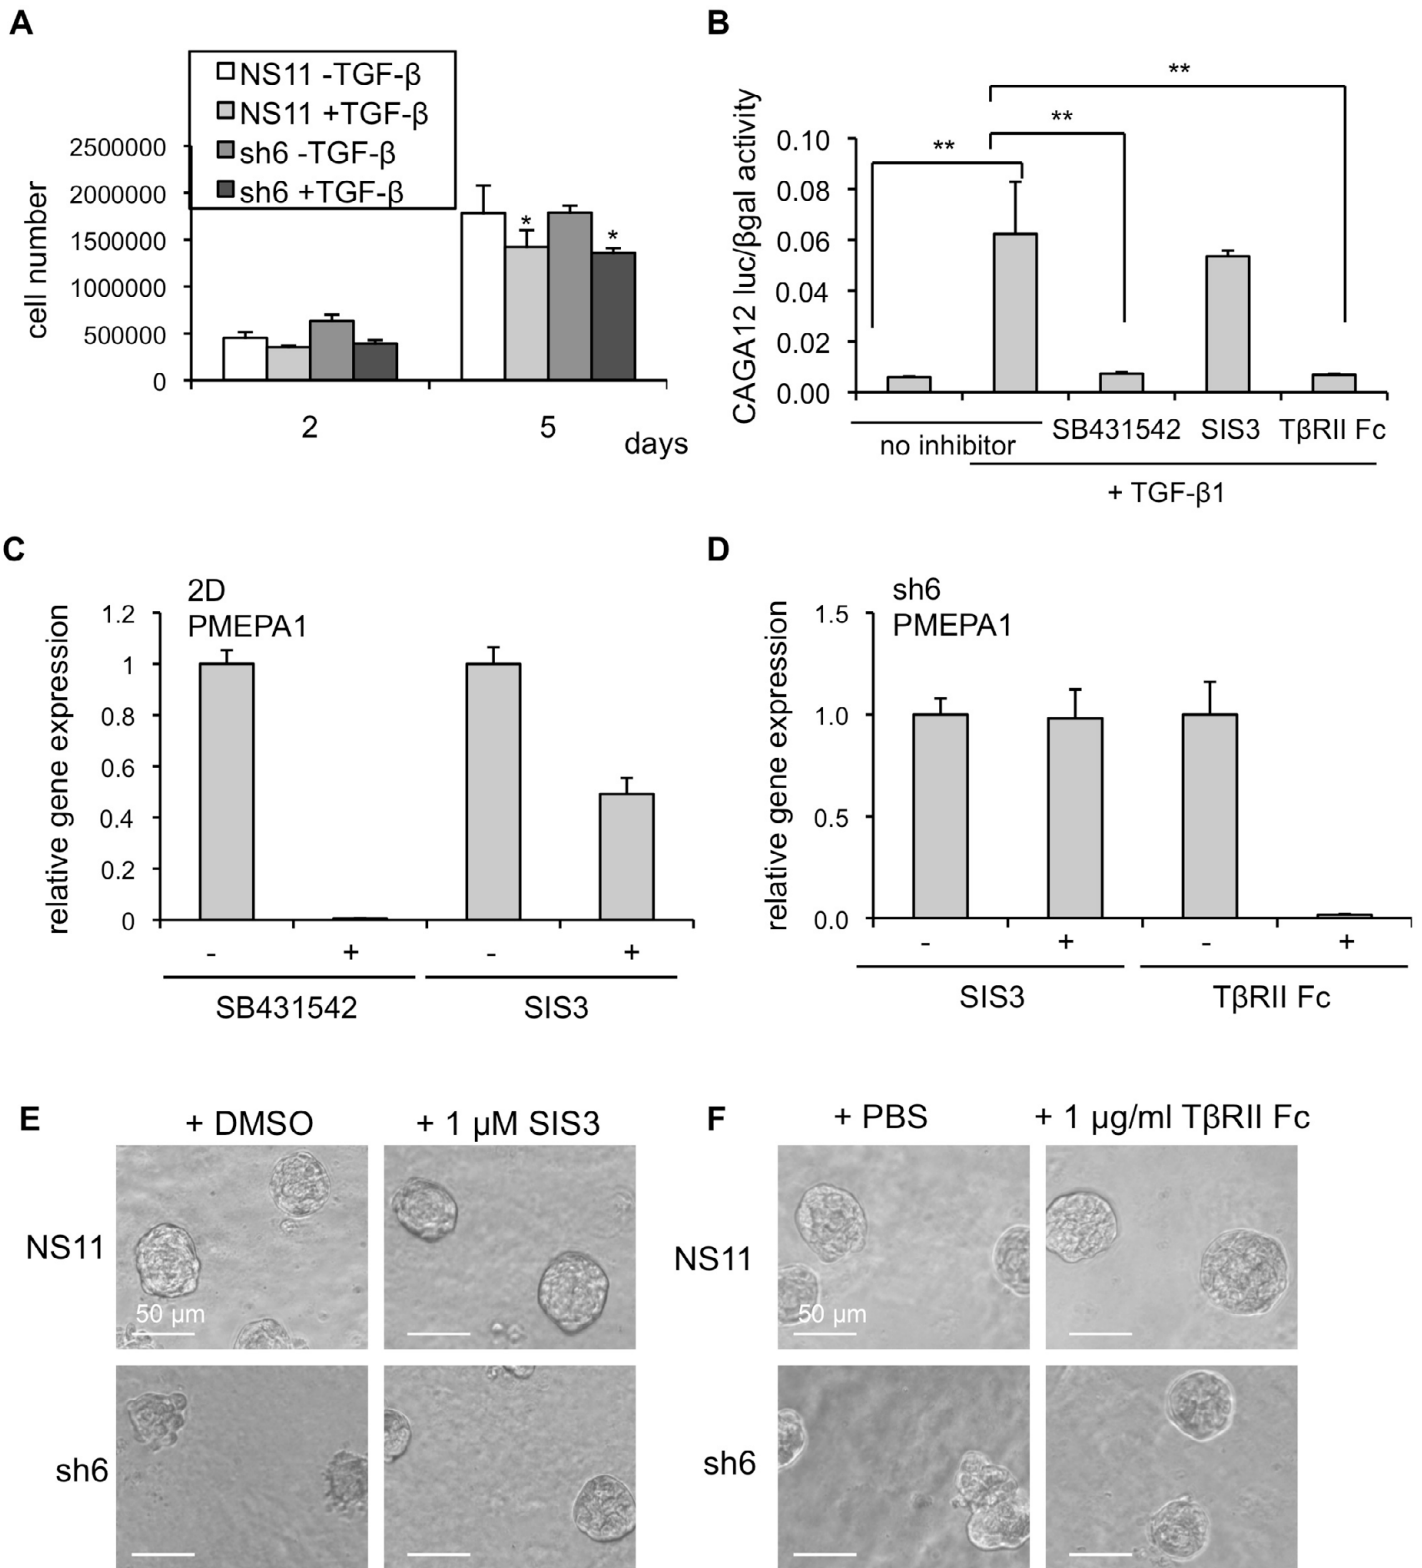 A
NS11 -TGF-β
NS11 +TGF-β
sh6 -TGF-β
sh6 +TGF-β
cell number
2500000
2000000
1500000
1000000
500000
0
*
*
2
5
days
B
CAGA12 luc/βgal activity
0.10
0.08
0.06
0.04
0.02
0.00
**
**
**
no inhibitor
SB431542
SIS3
TβRII Fc
+ TGF-β1
C
2D
PMEPA1
relative gene expression
1.2
1
0.8
0.6
0.4
0.2
0
- + - +
SB431542
SIS3
D
sh6
PMEPA1
relative gene expression
1.5
1.0
0.5
0.0
- + - +
SIS3
TβRII Fc
E
+ DMSO
+ 1 μM SIS3
NS11
50 μm
sh6
F
+ PBS
+ 1 μg/ml TβRII Fc
NS11
50 μm
sh6